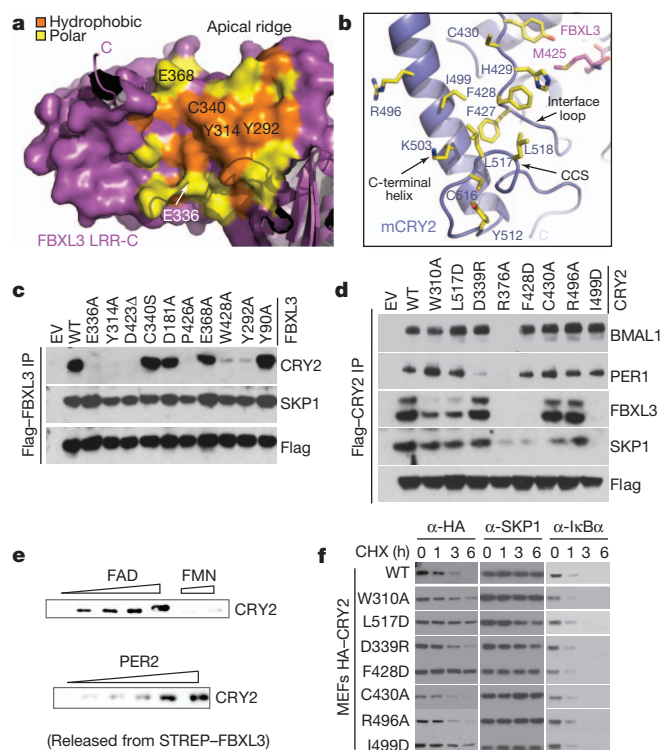 a
Hydrophobic
Polar
Apical ridge
C
E368
C340
Y314
Y292
E336
FBXL3 LRR-C
b
C430
FBXL3
M425
H429
I499
F428
R496
F427
Interface
loop
K503
L517
L518
C-terminal
helix
CCS
C516
mCRY2
Y512
C
c
EV
WT
E336A
Y314A
D423Δ
C340S
D181A
P426A
E368A
W428A
Y292A
Y90A
FBXL3
Flag–FBXL3 IP
CRY2
SKP1
Flag
d
EV
WT
W310A
L517D
D339R
R376A
F428D
C430A
R496A
I499D
CRY2
Flag–CRY2 IP
BMAL1
PER1
FBXL3
SKP1
Flag
e
FAD FMN
CRY2
PER2
CRY2
(Released from STREP–FBXL3)
f
α-HA α-SKP1 α-IκBα
CHX (h) 0 1 3 6 0 1 3 6 0 1 3 6
MEFs HA–CRY2
WT
W310A
L517D
D339R
F428D
C430A
R496A
I499D